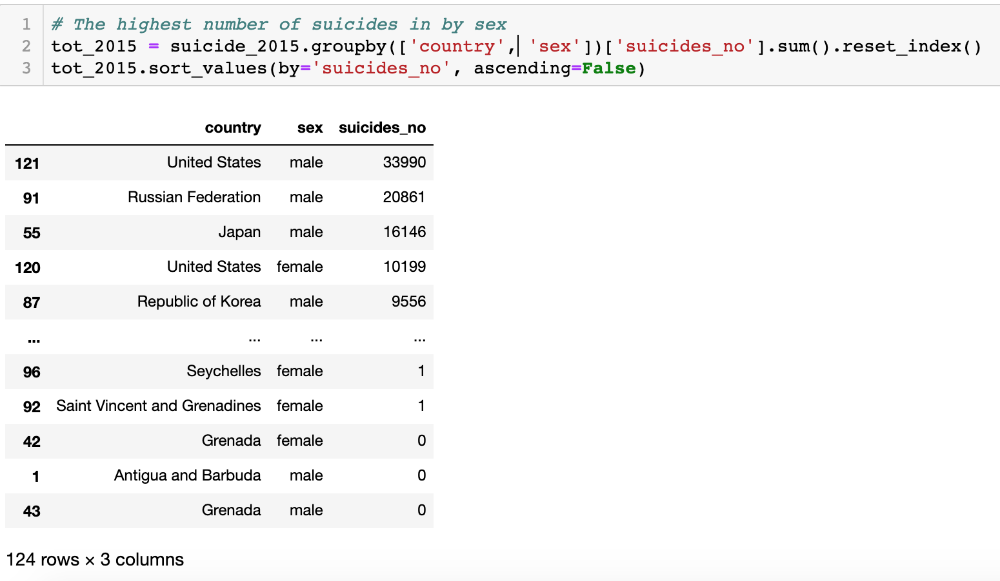 1 # The highest number of suicides in by sex
2 tot_2015 = suicide_2015.groupby(['country', 'sex'])['suicides_no'].sum().reset_index()
3 tot_2015.sort_values(by='suicides_no', ascending=False)
country sex suicides_no
121 United States male 33990
91 Russian Federation male 20861
55 Japan male 16146
120 United States female 10199
87 Republic of Korea male 9556
... ... ... ...
96 Seychelles female 1
92 Saint Vincent and Grenadines female 1
42 Grenada female 0
1 Antigua and Barbuda male 0
43 Grenada male 0
124 rows × 3 columns